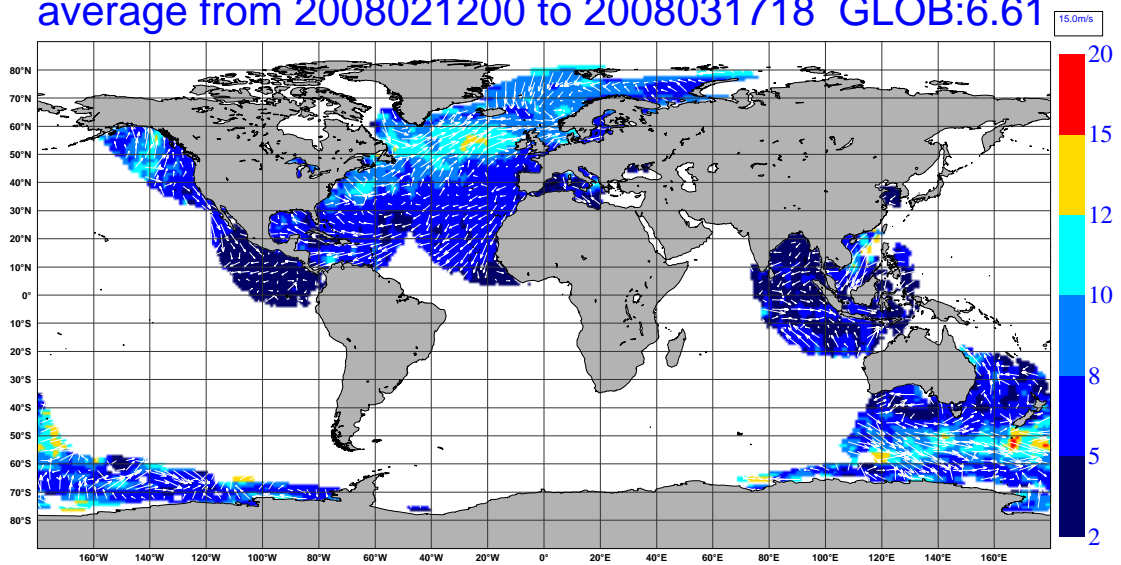 average from 2008021200 to 2008031718 GLOB:6.61
15.0m/s
20
15
12
10
8
5
2
80°N
70°N
60°N
50°N
40°N
30°N
20°N
10°N
0°
10°S
20°S
30°S
40°S
50°S
60°S
70°S
80°S
160°W 140°W 120°W 100°W 80°W 60°W 40°W 20°W 0° 20°E 40°E 60°E 80°E 100°E 120°E 140°E 160°E